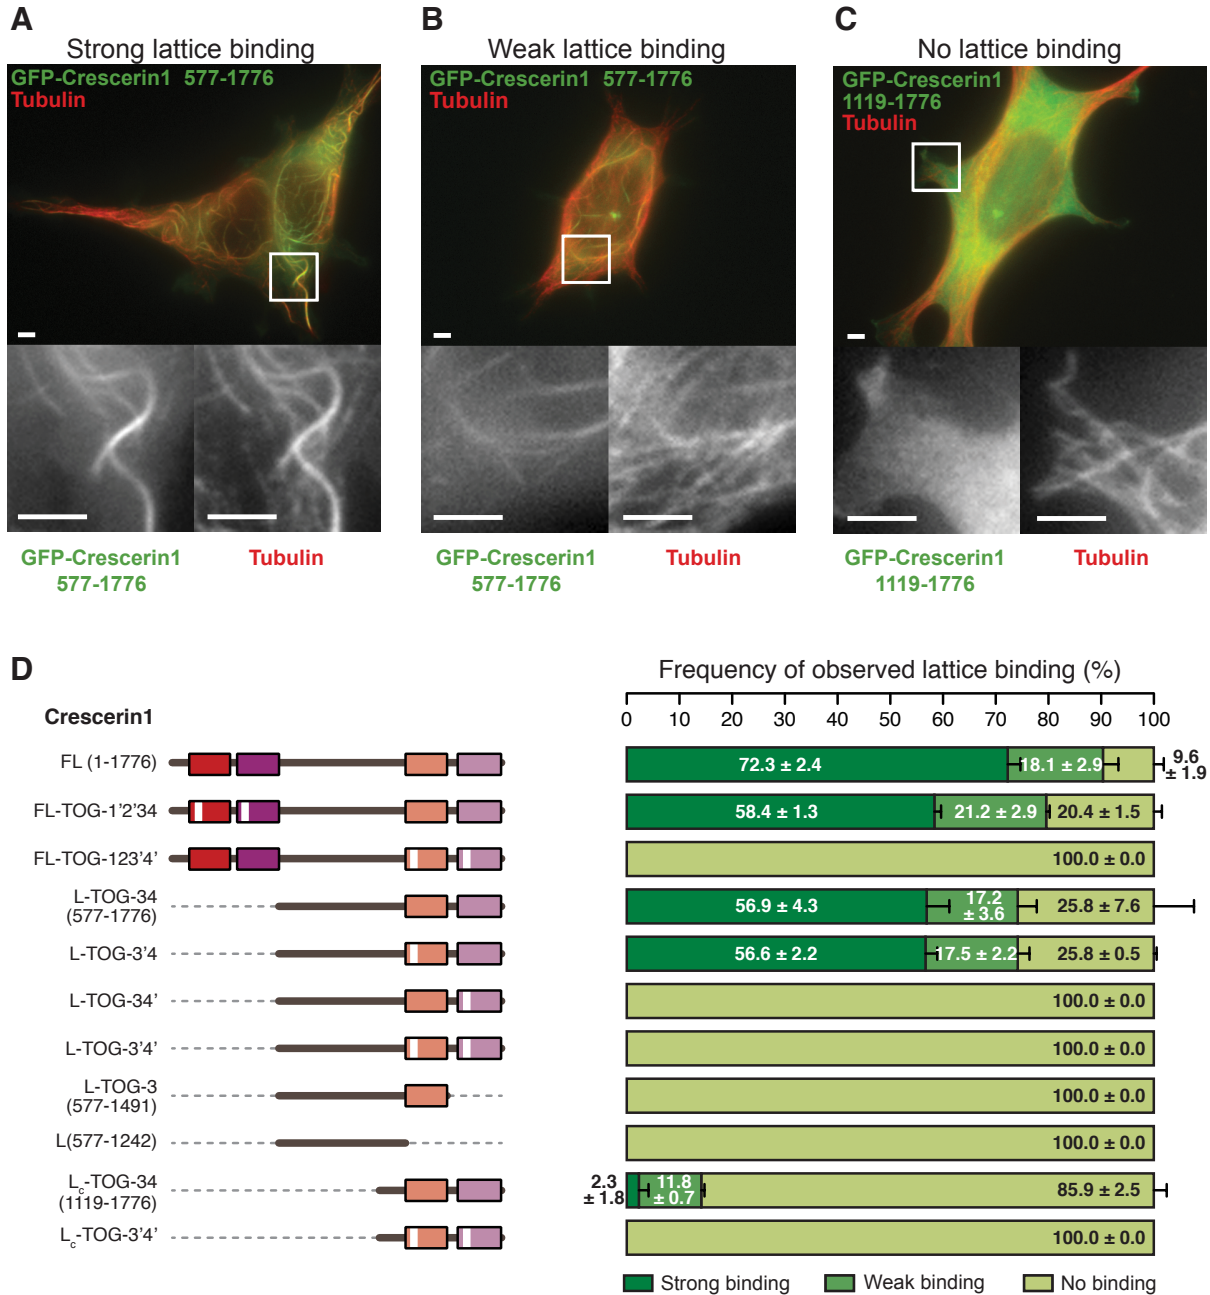 A
Strong lattice binding
GFP-Crescerin1 577-1776
Tubulin
GFP-Crescerin1
577-1776
Tubulin
B
Weak lattice binding
GFP-Crescerin1 577-1776
Tubulin
GFP-Crescerin1
577-1776
Tubulin
C
No lattice binding
GFP-Crescerin1
1119-1776
Tubulin
GFP-Crescerin1
1119-1776
Tubulin
D
Frequency of observed lattice binding (%)
0 10 20 30 40 50 60 70 80 90 100
Crescerin1
FL (1-1776)
72.3 ± 2.4
18.1 ± 2.9
9.6
± 1.9
FL-TOG-1'2'34
58.4 ± 1.3
21.2 ± 2.9
20.4 ± 1.5
FL-TOG-123'4'
100.0 ± 0.0
L-TOG-34
(577-1776)
56.9 ± 4.3
17.2
± 3.6
25.8 ± 7.6
L-TOG-3'4
56.6 ± 2.2
17.5 ± 2.2
25.8 ± 0.5
L-TOG-34'
100.0 ± 0.0
L-TOG-3'4'
100.0 ± 0.0
L-TOG-3
(577-1491)
100.0 ± 0.0
L(577-1242)
100.0 ± 0.0
Lc-TOG-34
(1119-1776)
2.3
± 1.8
11.8
± 0.7
85.9 ± 2.5
Lc-TOG-3'4'
100.0 ± 0.0
Strong binding
Weak binding
No binding